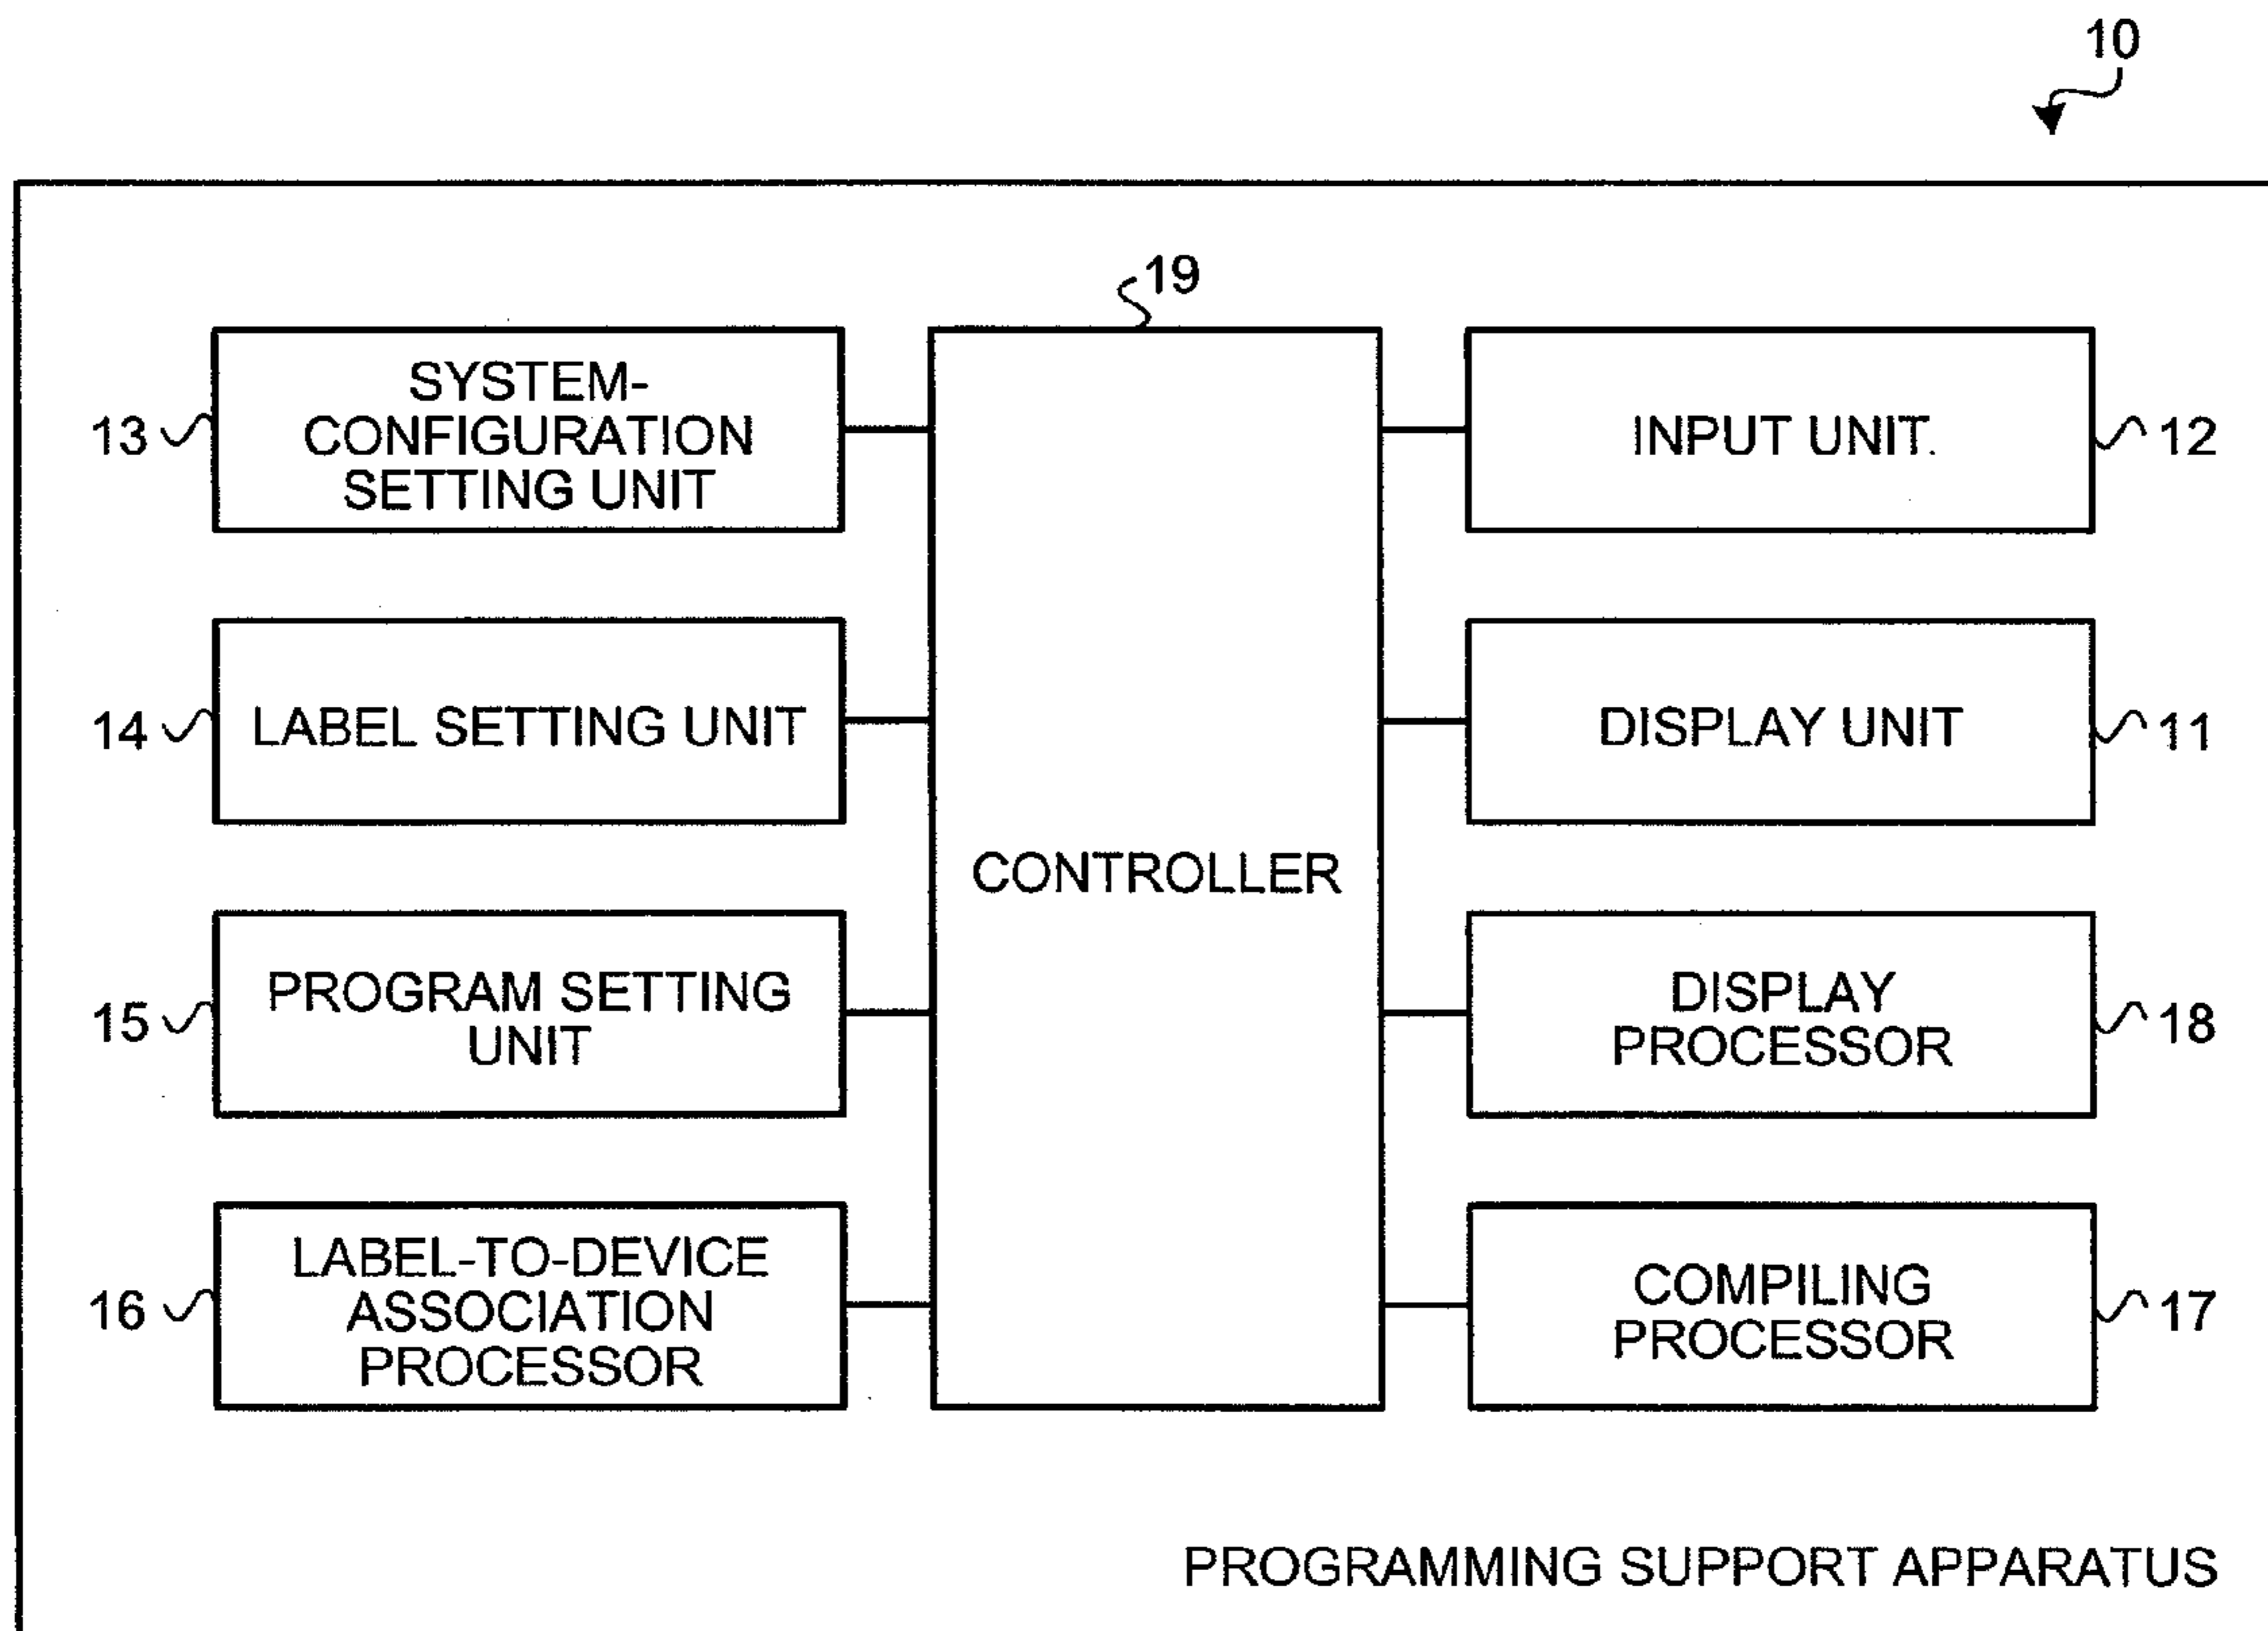 10
19
13
SYSTEM-
CONFIGURATION
SETTING UNIT
INPUT UNIT.
12
14
LABEL SETTING UNIT
DISPLAY UNIT
11
CONTROLLER
15
PROGRAM SETTING
UNIT
DISPLAY
PROCESSOR
18
16
LABEL-TO-DEVICE
ASSOCIATION
PROCESSOR
COMPILING
PROCESSOR
17
PROGRAMMING SUPPORT APPARATUS